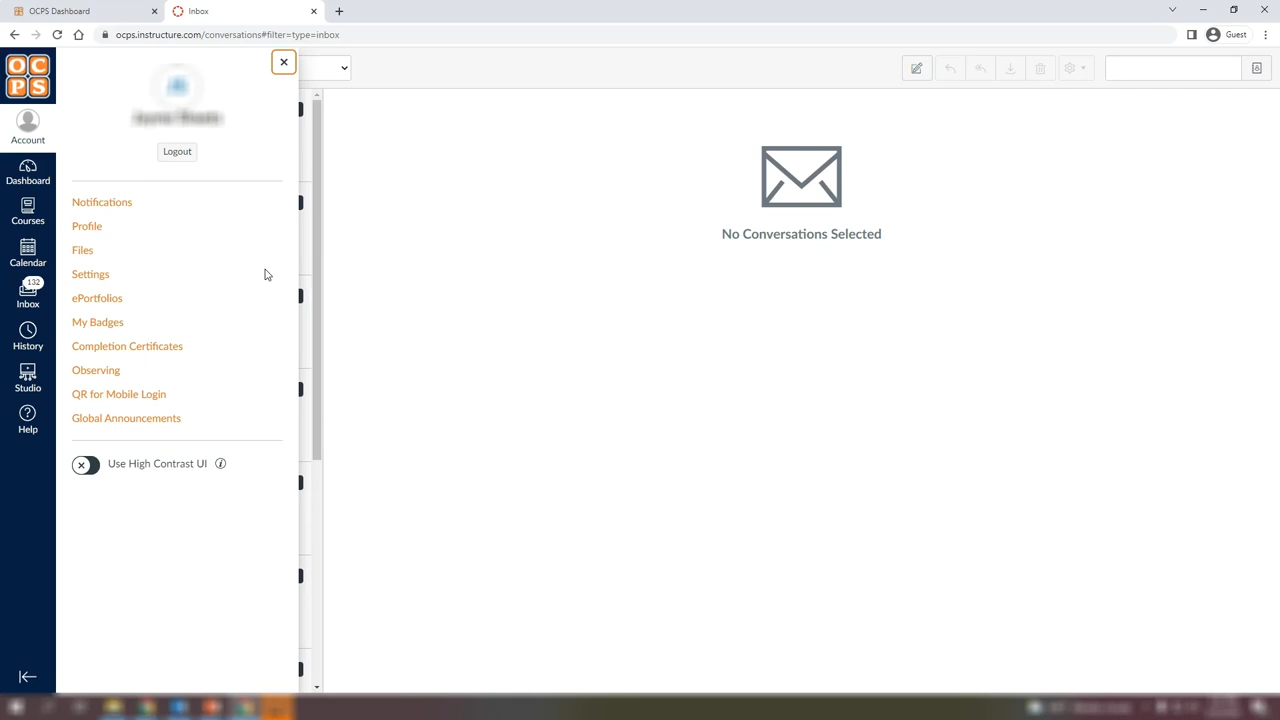 OCPS Dashboard
Inbox
ocps.instructure.com/conversations#filter=type=inbox
Guest
OC
PS
Account
Dashboard
Courses
Calendar
132
Inbox
History
Studio
Help
Logout
Notifications
Profile
Files
Settings
ePortfolios
My Badges
Completion Certificates
Observing
QR for Mobile Login
Global Announcements
Use High Contrast UI
No Conversations Selected